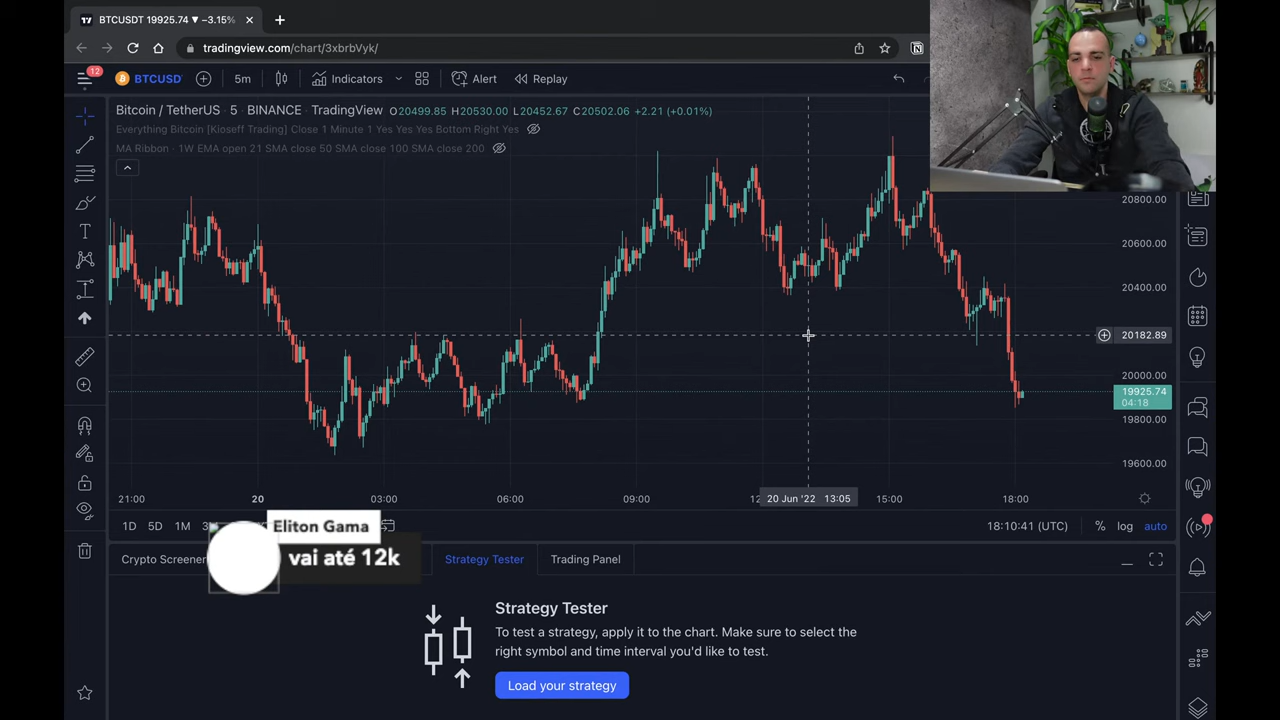 BTCUSDT 19925.74 ▼ −3.15%
tradingview.com/chart/3xbrbVyk/
12
BTCUSD
5m
Indicators
Alert
Replay
Bitcoin / TetherUS · 5 · BINANCE · TradingView O20499.85 H20530.00 L20452.67 C20502.06 +2.21 (+0.01%)
Everything Bitcoin [Kioseff Trading] Close 1 Minute 1 Yes Yes Yes Bottom Right Yes
MA Ribbon · 1W EMA open 21 SMA close 50 SMA close 100 SMA close 200
20800.00
20600.00
20400.00
20182.89
20000.00
19925.74
04:18
19800.00
19600.00
21:00 20 03:00 06:00 09:00 20 Jun '22 13:05 15:00 18:00
1D 5D 1M
18:10:41 (UTC) % log auto
Eliton Gama
vai até 12k
Crypto Screener
Strategy Tester
Trading Panel
Strategy Tester
To test a strategy, apply it to the chart. Make sure to select the
right symbol and time interval you'd like to test.
Load your strategy